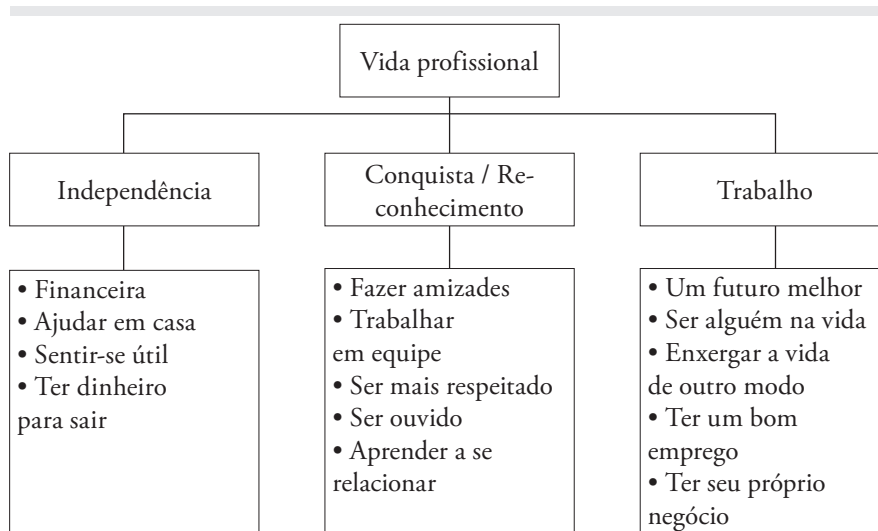 Vida profissional
Independência
Conquista / Re-
conhecimento
Trabalho
• Financeira
• Ajudar em casa
• Sentir-se útil
• Ter dinheiro
para sair
• Fazer amizades
• Trabalhar
em equipe
• Ser mais respeitado
• Ser ouvido
• Aprender a se
relacionar
• Um futuro melhor
• Ser alguém na vida
• Enxergar a vida
de outro modo
• Ter um bom
emprego
• Ter seu próprio
negócio